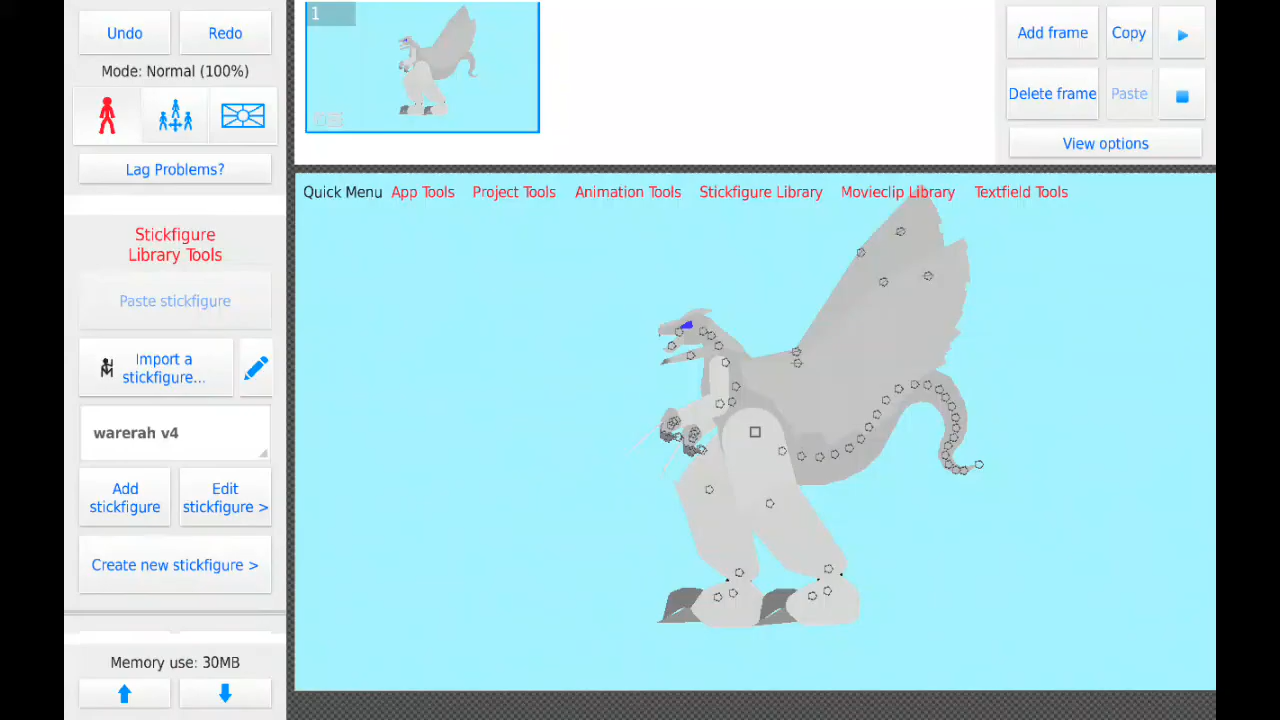 Undo
Redo
Mode: Normal (100%)
Lag Problems?
Stickfigure
Library Tools
Paste stickfigure
Import a
stickfigure...
warerah v4
Add
stickfigure
Edit
stickfigure >
Create new stickfigure >
Memory use: 30MB
1
Add frame
Copy
Delete frame
Paste
View options
Quick Menu
App Tools
Project Tools
Animation Tools
Stickfigure Library
Movieclip Library
Textfield Tools